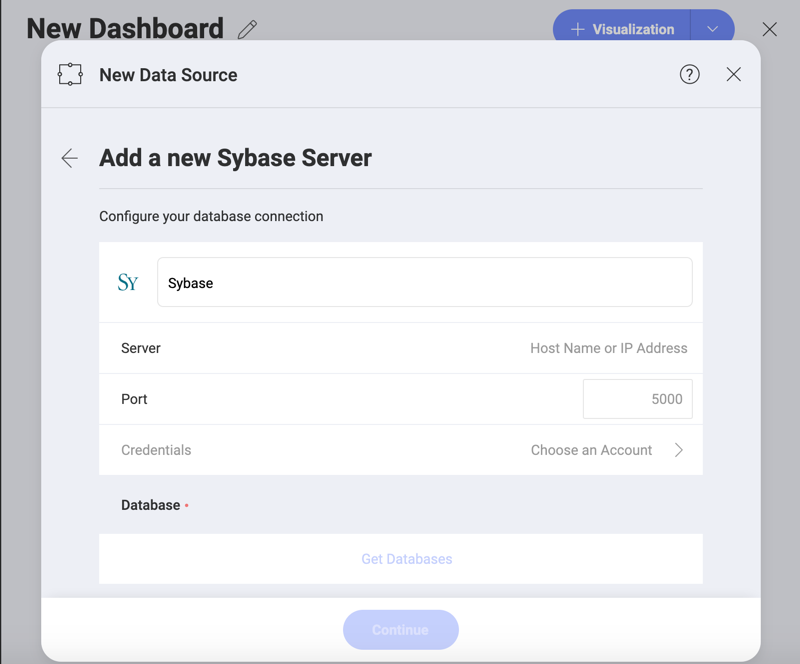 New Dashboard
+ Visualization
New Data Source
?
Add a new Sybase Server
Configure your database connection
SY Sybase
Server Host Name or IP Address
Port 5000
Credentials Choose an Account
Database •
Get Databases
Continue